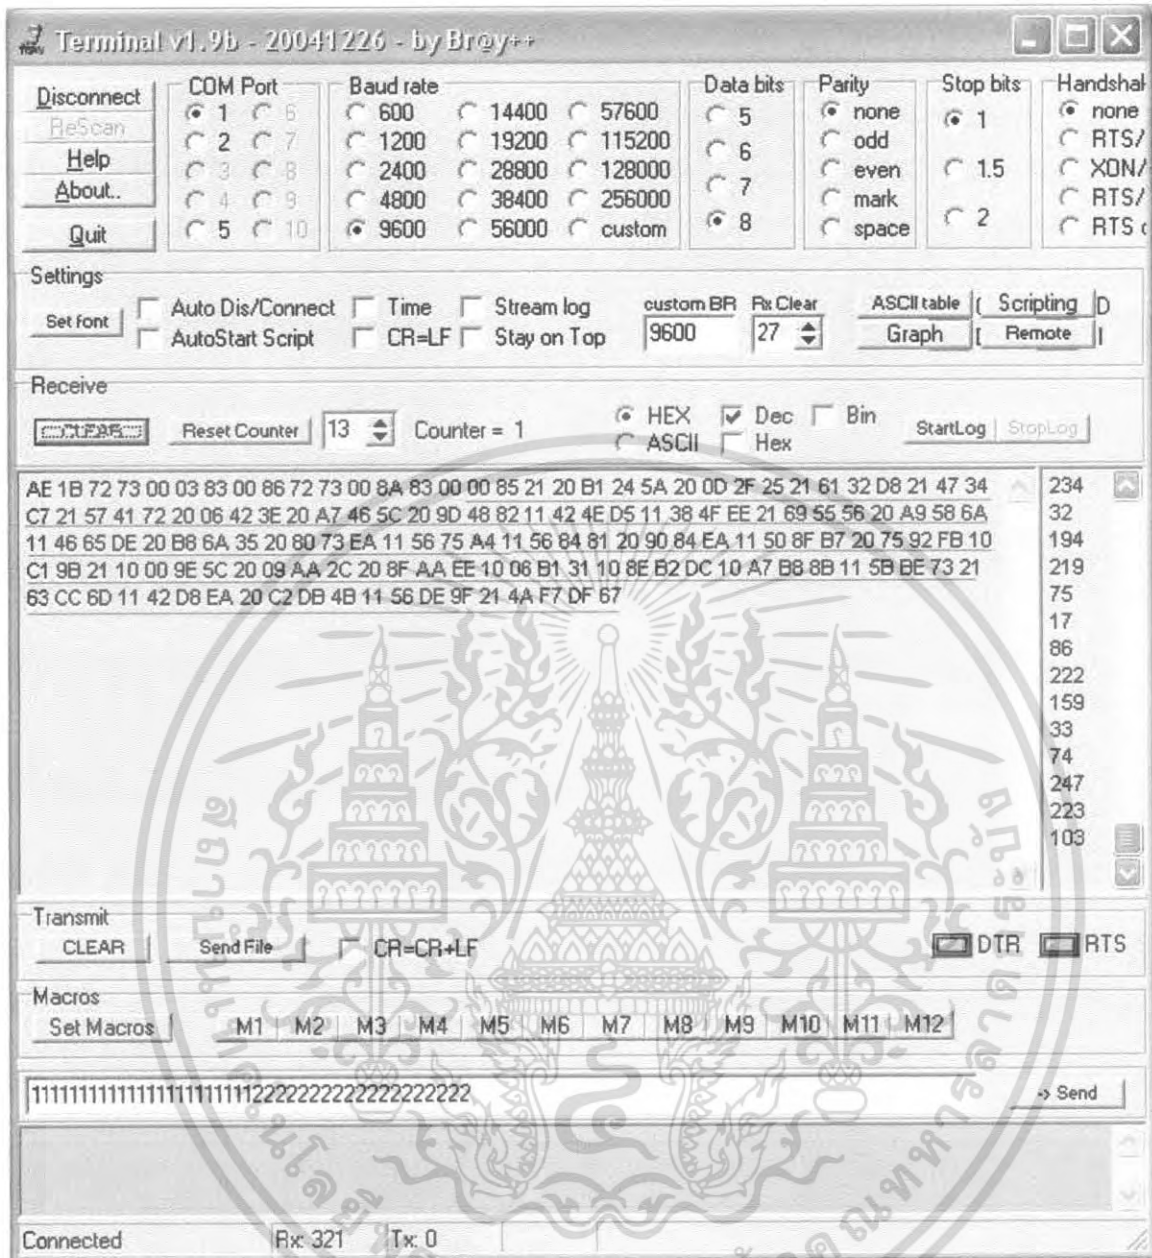 Terminal v1.9b - 20041226 - by Br@y++
Disconnect
ReScan
Help
About..
Quit
COM Port
1 6
2 7
3 8
4 9
5 10
Baud rate
600 14400 57600
1200 19200 115200
2400 28800 128000
4800 38400 256000
9600 56000 custom
Data bits
5
6
7
8
Parity
none
odd
even
mark
space
Stop bits
1
1.5
2
Handshak
none
RTS/
XON/
RTS/
RTS c
Settings
Set font
Auto Dis/Connect Time Stream log
AutoStart Script CR=LF Stay on Top
custom BR Rx Clear
9600 27
ASCII table Scripting
Graph Remote
Receive
CLEAR Reset Counter 13 Counter = 1
HEX Dec Bin
ASCII Hex
StartLog StopLog
AE 1B 72 73 00 03 83 00 86 72 73 00 8A 83 00 00 85 21 20 B1 24 5A 20 0D 2F 25 21 61 32 D8 21 47 34
C7 21 57 41 72 20 06 42 3E 20 A7 46 5C 20 9D 48 82 11 42 4E D5 11 38 4F EE 21 69 55 56 20 A9 58 6A
11 46 65 DE 20 B8 6A 35 20 80 73 EA 11 56 75 A4 11 56 84 81 20 90 84 EA 11 50 8F B7 20 75 92 FB 10
C1 9B 21 10 00 9E 5C 20 09 AA 2C 20 8F AA EE 10 06 B1 31 10 8E B2 DC 10 A7 B8 8B 11 5B BE 73 21
63 CC 6D 11 42 D8 EA 20 C2 DB 4B 11 56 DE 9F 21 4A F7 DF 67
234
32
194
219
75
17
86
222
159
33
74
247
223
103
Transmit
CLEAR Send File CR=CR+LF
DTR RTS
Macros
Set Macros M1 M2 M3 M4 M5 M6 M7 M8 M9 M10 M11 M12
-> Send
Connected Rx: 321 Tx: 0